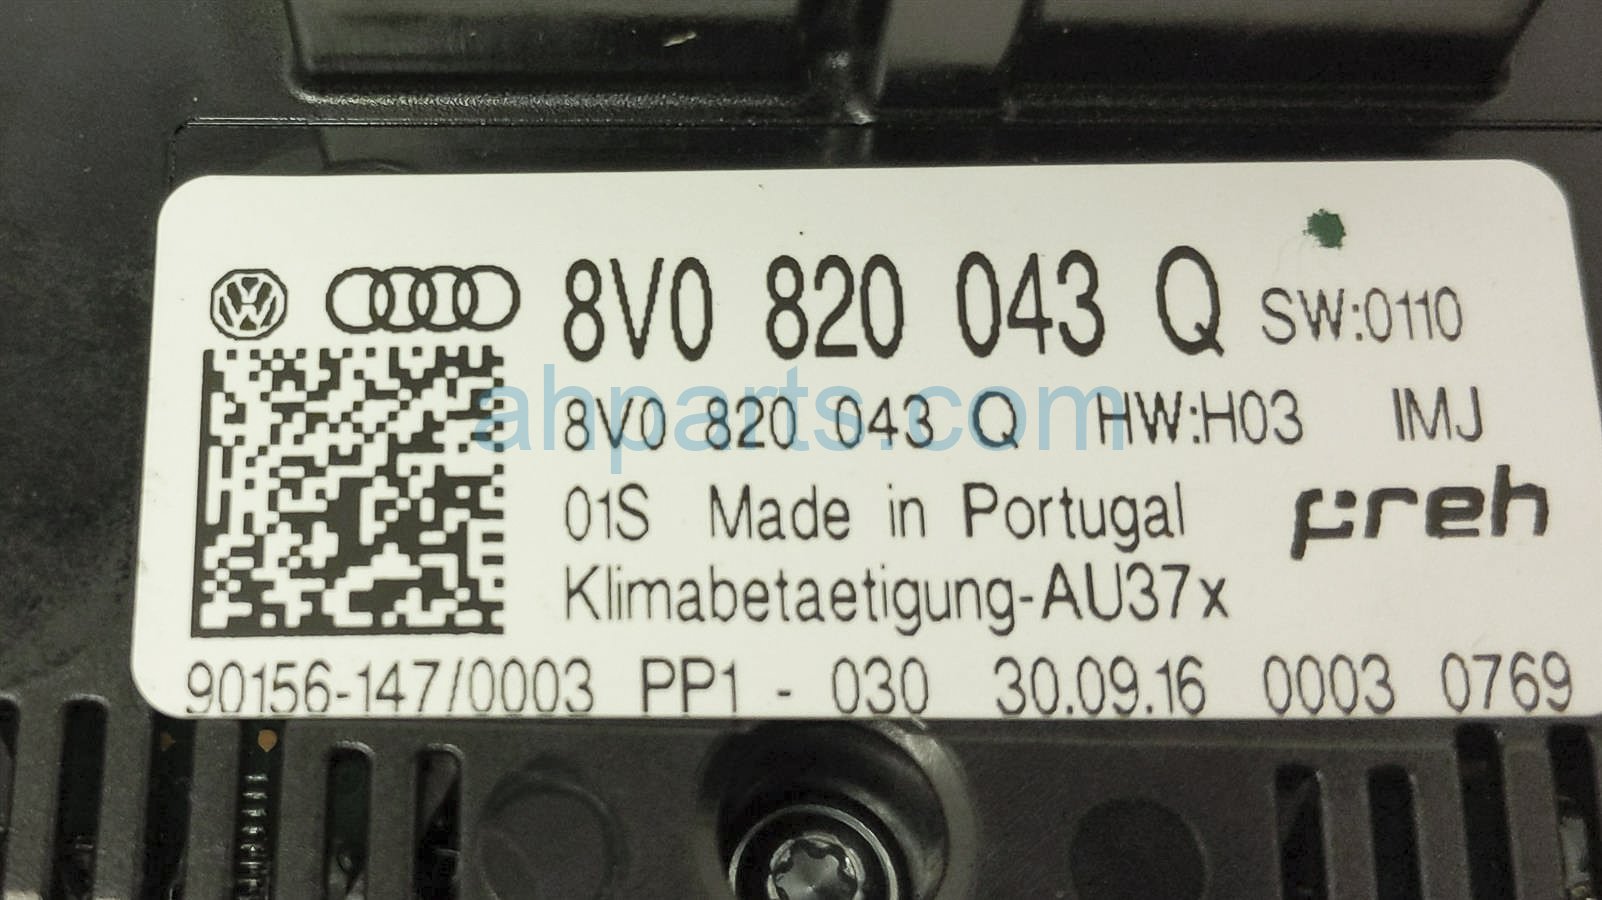 8V0 820 043 Q SW:0110
8V0 820 043 Q HW:H03 IMJ
ahparts.com
01S Made in Portugal preh
Klimabetaetigung-AU37x
90156-147/0003 PP1 - 030 30.09.16 0003 0769